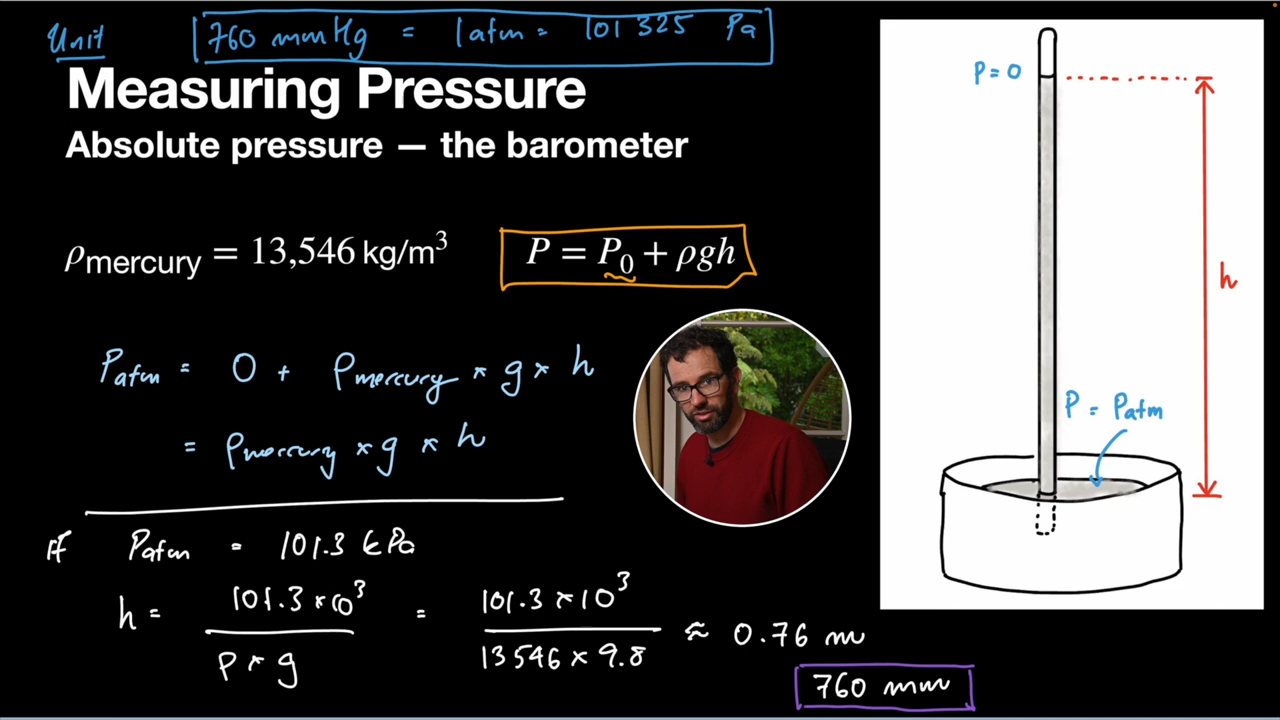 Unit 760 mmHg = 1 atm = 101 325 Pa
Measuring Pressure
Absolute pressure — the barometer
ρmercury = 13,546 kg/m³ P = P₀ + ρgh
Patm = 0 + ρmercury × g × h
= ρmercury × g × h
If Patm = 101.3 kPa
h = 101.3 × 10³ / ρ × g = 101.3 × 10³ / 13546 × 9.8 ≈ 0.76 m
760 mm
P = 0
h
P = Patm